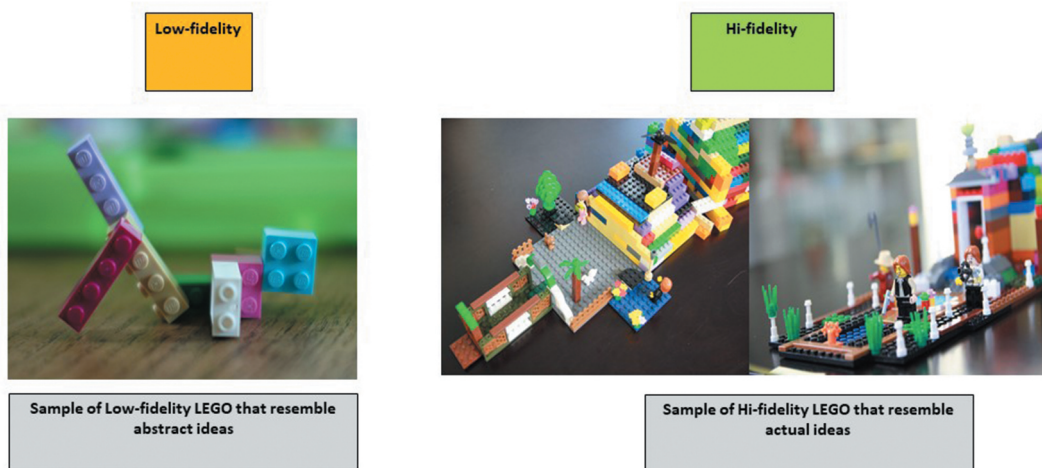 Low-fidelity
Hi-fidelity
Sample of Low-fidelity LEGO that resemble
abstract ideas
Sample of Hi-fidelity LEGO that resemble
actual ideas